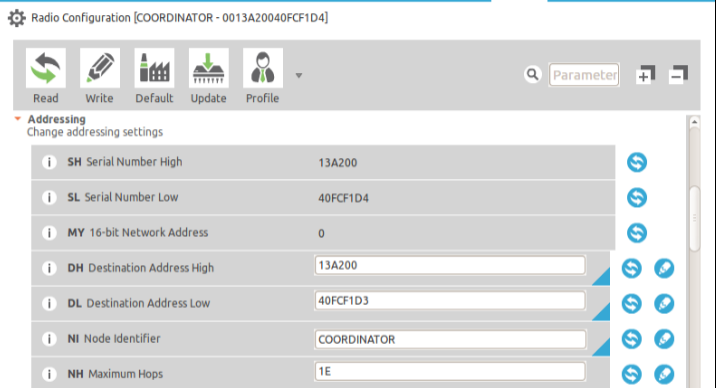 Radio Configuration [COORDINATOR - 0013A20040FCF1D4]
Read Write Default Update Profile Parameter
Addressing
Change addressing settings
i SH Serial Number High 13A200
i SL Serial Number Low 40FCF1D4
i MY 16-bit Network Address 0
i DH Destination Address High 13A200
i DL Destination Address Low 40FCF1D3
i NI Node Identifier COORDINATOR
i NH Maximum Hops 1E